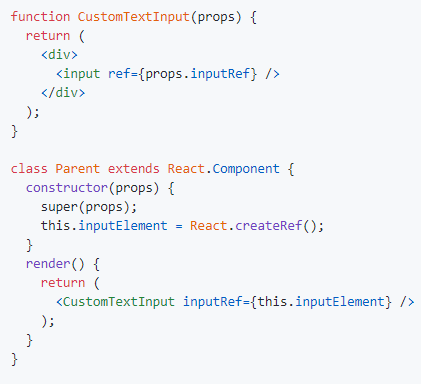 function CustomTextInput(props) {
  return (
    <div>
      <input ref={props.inputRef} />
    </div>
  );
}

class Parent extends React.Component {
  constructor(props) {
    super(props);
    this.inputElement = React.createRef();
  }
  render() {
    return (
      <CustomTextInput inputRef={this.inputElement} />
    );
  }
}